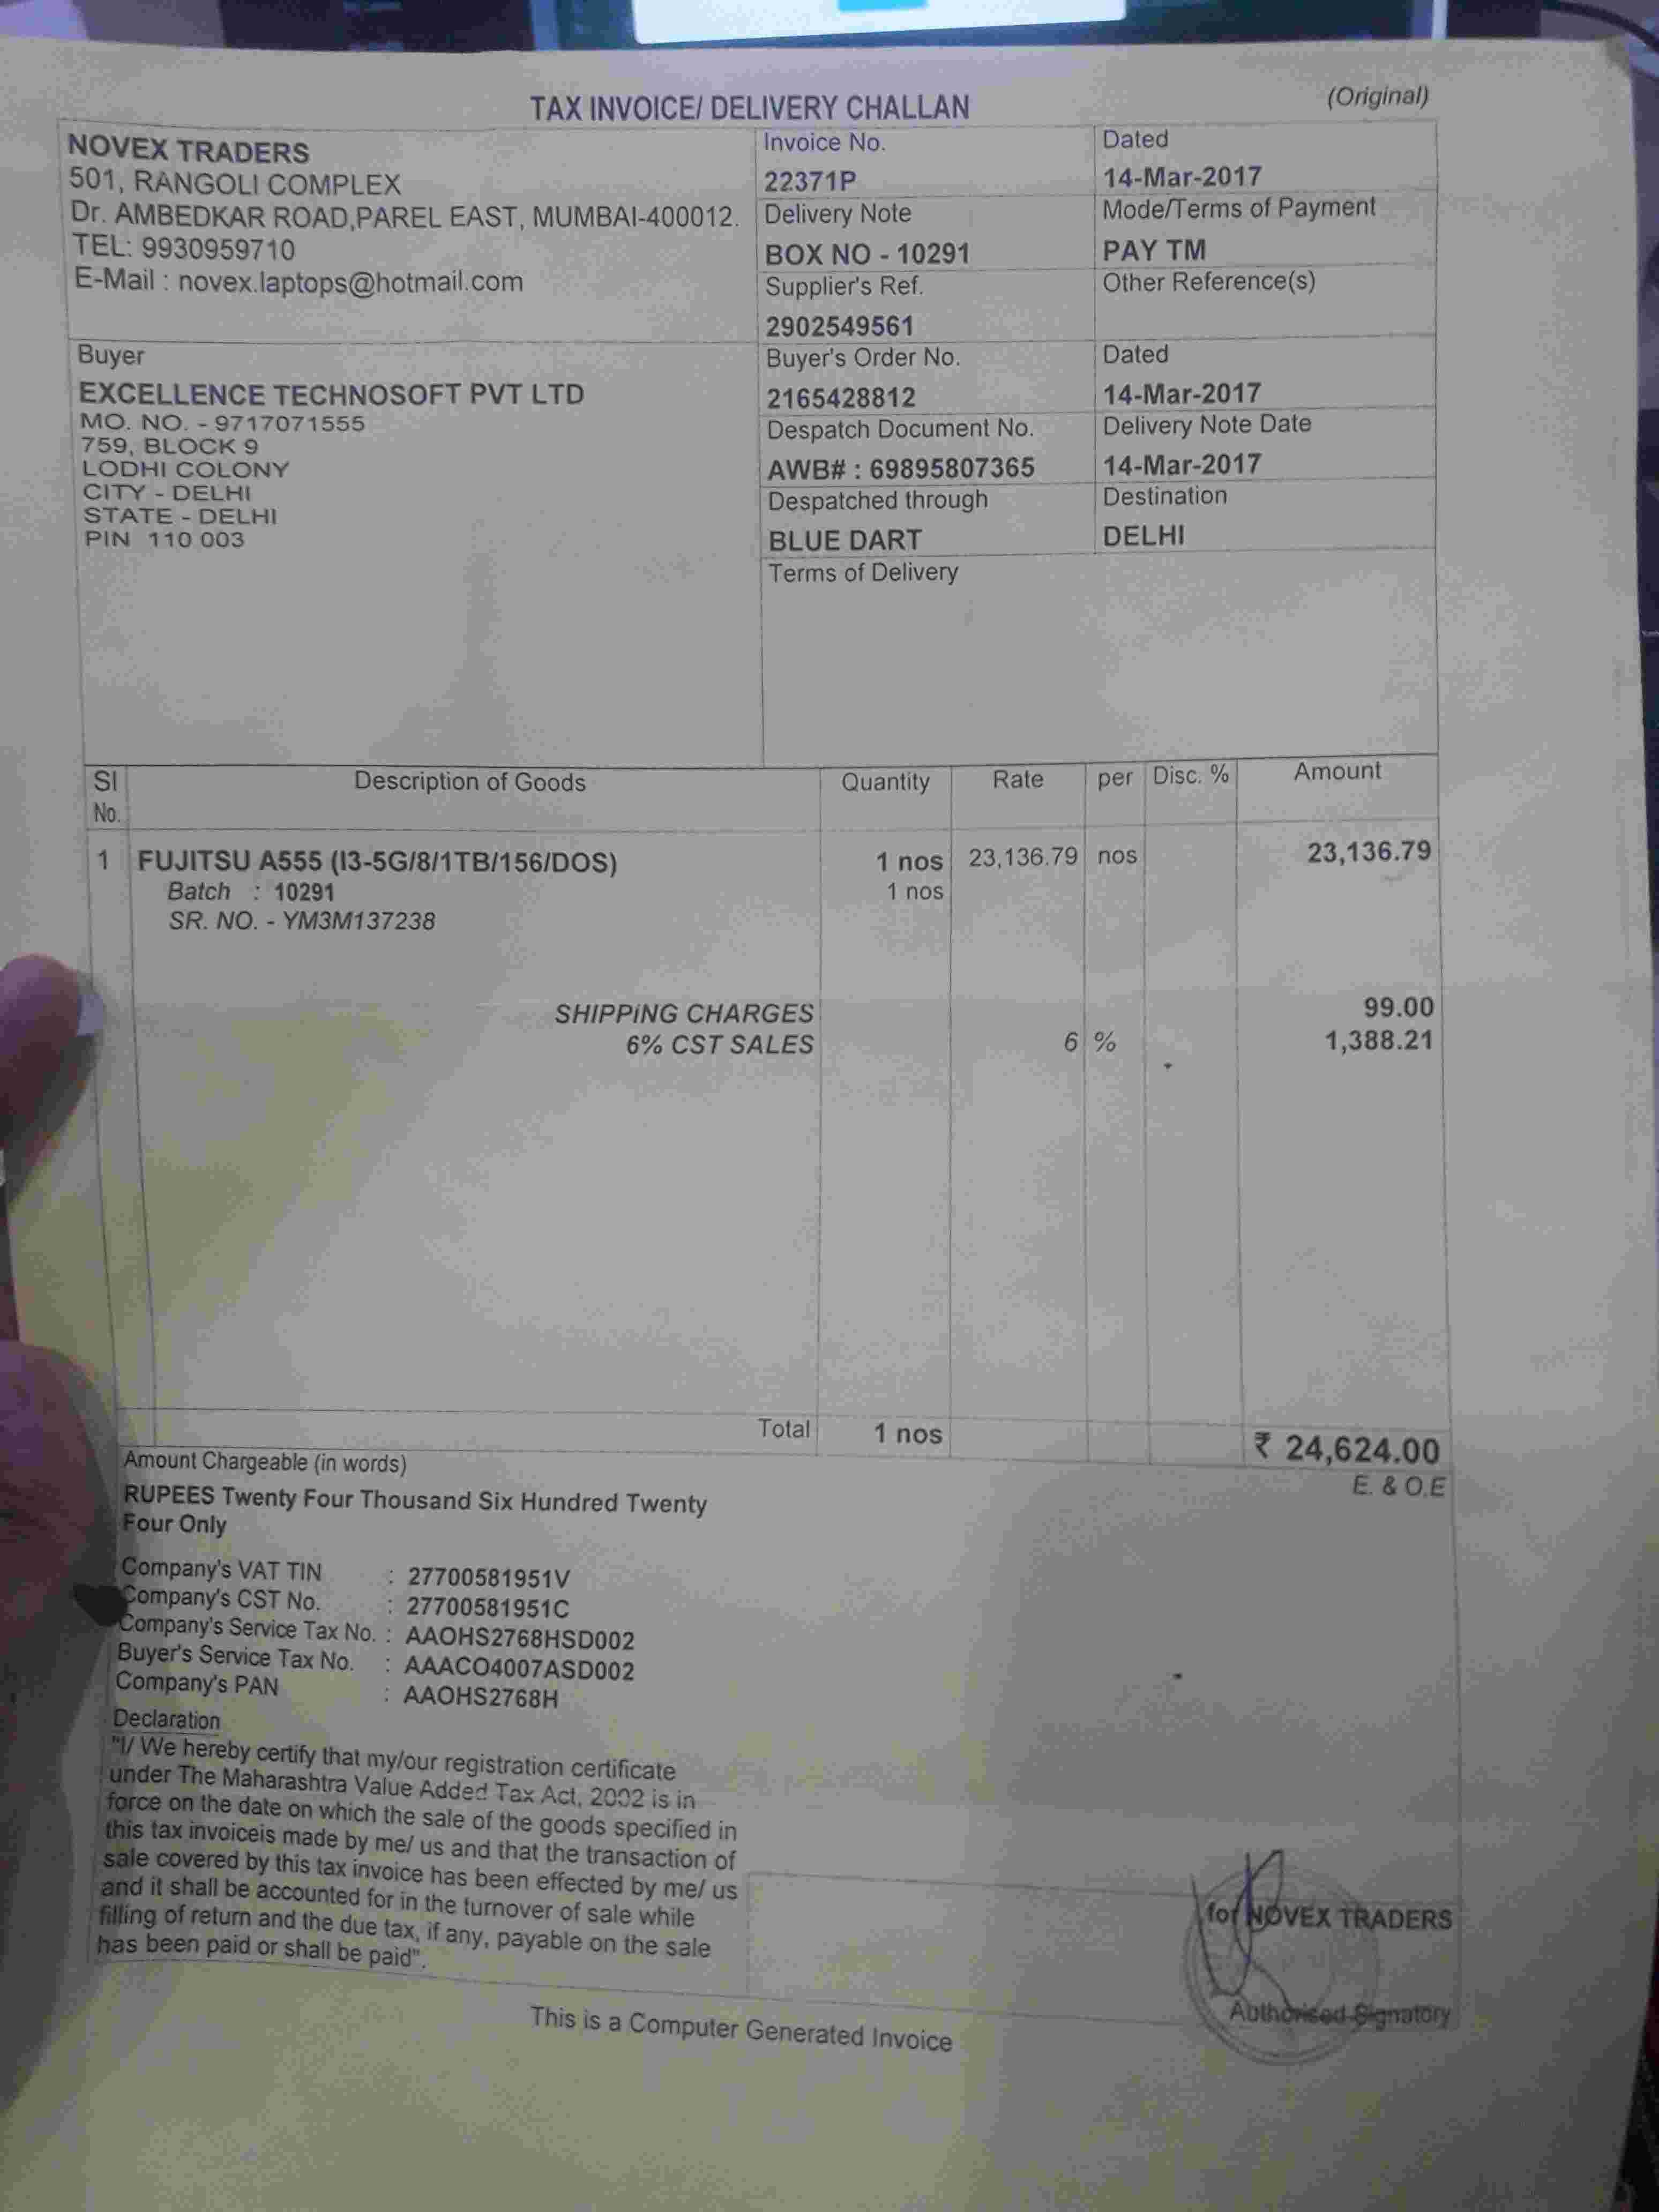 TAX INVOICE/ DELIVERY CHALLAN
(Original)
NOVEX TRADERS
501, RANGOLI COMPLEX
Dr. AMBEDKAR ROAD,PAREL EAST, MUMBAI-400012.
TEL: 9930959710
E-Mail : novex.laptops@hotmail.com
Invoice No.
22371P
Dated
14-Mar-2017
Delivery Note
BOX NO - 10291
Mode/Terms of Payment
PAY TM
Supplier's Ref.
2902549561
Other Reference(s)
Buyer
EXCELLENCE TECHNOSOFT PVT LTD
MO. NO. - 9717071555
759, BLOCK 9
LODHI COLONY
CITY - DELHI
STATE - DELHI
PIN 110 003
Buyer's Order No.
2165428812
Dated
14-Mar-2017
Despatch Document No.
AWB# : 69895807365
Delivery Note Date
14-Mar-2017
Despatched through
BLUE DART
Destination
DELHI
Terms of Delivery
SI No. Description of Goods Quantity Rate per Disc. % Amount
1 FUJITSU A555 (I3-5G/8/1TB/156/DOS) 1 nos 23,136.79 nos 23,136.79
Batch : 10291 1 nos
SR. NO. - YM3M137238
SHIPPING CHARGES 99.00
6% CST SALES 6 % 1,388.21
Total 1 nos ₹ 24,624.00
Amount Chargeable (in words)
E. & O.E
RUPEES Twenty Four Thousand Six Hundred Twenty
Four Only
Company's VAT TIN : 27700581951V
Company's CST No. : 27700581951C
Company's Service Tax No. : AAOHS2768HSD002
Buyer's Service Tax No. : AAACO4007ASD002
Company's PAN : AAOHS2768H
Declaration
"I/ We hereby certify that my/our registration certificate
under The Maharashtra Value Added Tax Act, 2002 is in
force on the date on which the sale of the goods specified in
this tax invoiceis made by me/ us and that the transaction of
sale covered by this tax invoice has been effected by me/ us
and it shall be accounted for in the turnover of sale while
filling of return and the due tax, if any, payable on the sale
has been paid or shall be paid".
for NOVEX TRADERS
Authorised Signatory
This is a Computer Generated Invoice